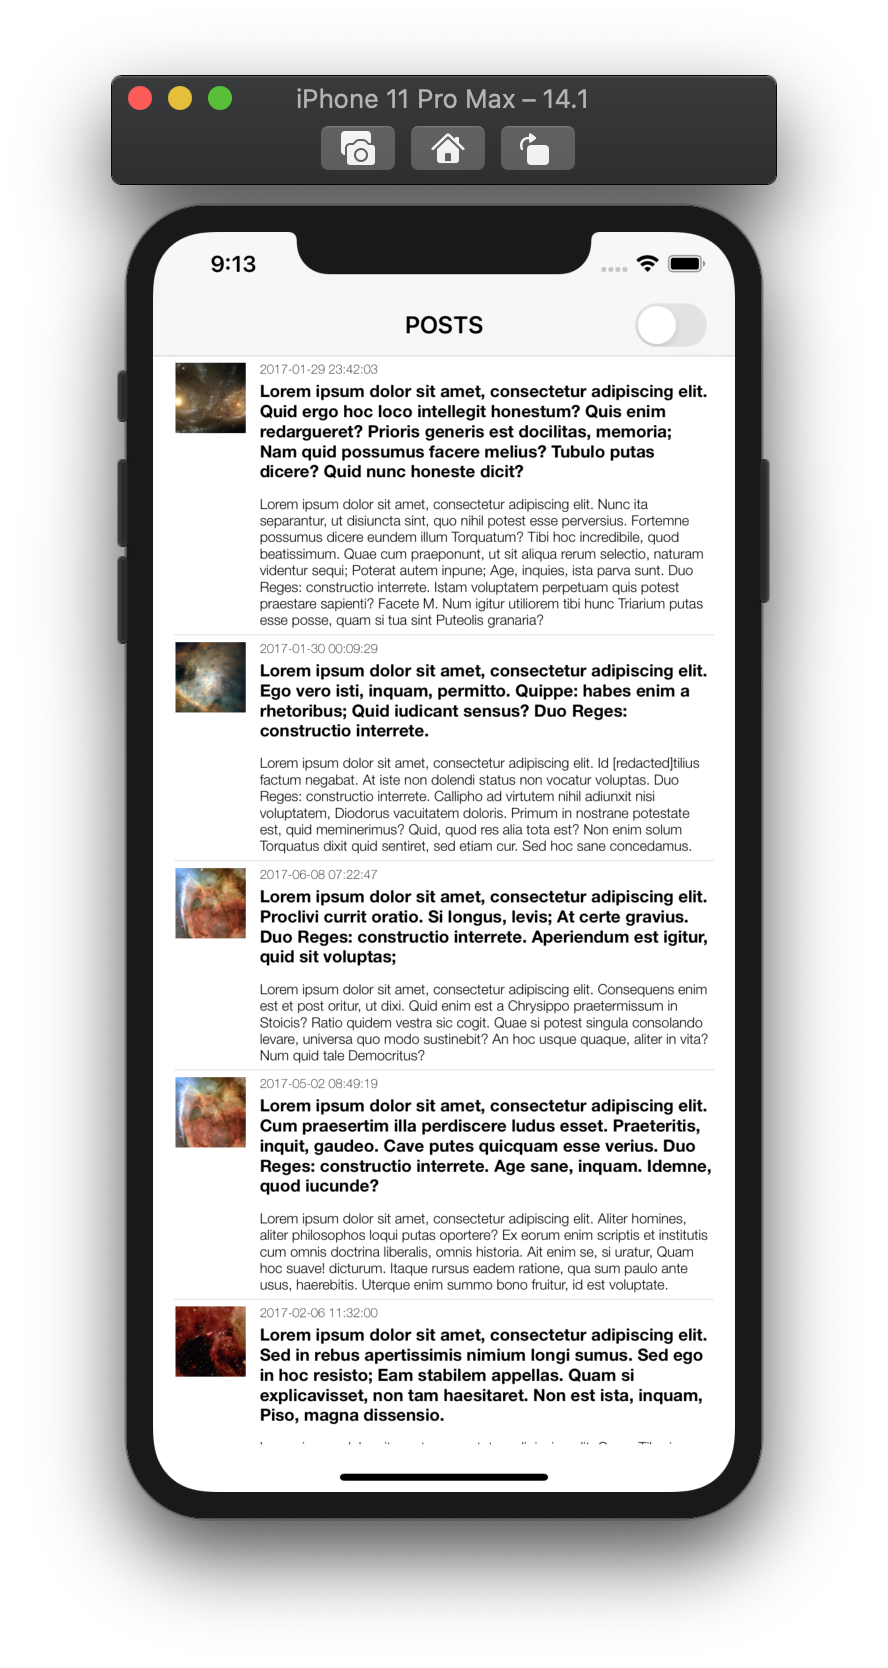 iPhone 11 Pro Max – 14.1
9:13
POSTS
2017-01-29 23:42:03
Lorem ipsum dolor sit amet, consectetur adipiscing elit.
Quid ergo hoc loco intellegit honestum? Quis enim
redargueret? Prioris generis est docilitas, memoria;
Nam quid possumus facere melius? Tubulo putas
dicere? Quid nunc honeste dicit?
Lorem ipsum dolor sit amet, consectetur adipiscing elit. Nunc ita
separantur, ut disiuncta sint, quo nihil potest esse perversius. Fortemne
possumus dicere eundem illum Torquatum? Tibi hoc incredibile, quod
beatissimum. Quae cum praeponunt, ut sit aliqua rerum selectio, naturam
videntur sequi; Poterat autem inpune; Age, inquies, ista parva sunt. Duo
Reges: constructio interrete. Istam voluptatem perpetuam quis potest
praestare sapienti? Facete M. Num igitur utiliorem tibi hunc Triarium putas
esse posse, quam si tua sint Puteolis granaria?
2017-01-30 00:09:29
Lorem ipsum dolor sit amet, consectetur adipiscing elit.
Ego vero isti, inquam, permitto. Quippe: habes enim a
rhetoribus; Quid iudicant sensus? Duo Reges:
constructio interrete.
Lorem ipsum dolor sit amet, consectetur adipiscing elit. Id [redacted]tilius
factum negabat. At iste non dolendi status non vocatur voluptas. Duo
Reges: constructio interrete. Callipho ad virtutem nihil adiunxit nisi
voluptatem, Diodorus vacuitatem doloris. Primum in nostrane potestate
est, quid meminerimus? Quid, quod res alia tota est? Non enim solum
Torquatus dixit quid sentiret, sed etiam cur. Sed hoc sane concedamus.
2017-06-08 07:22:47
Lorem ipsum dolor sit amet, consectetur adipiscing elit.
Proclivi currit oratio. Si longus, levis; At certe gravius.
Duo Reges: constructio interrete. Aperiendum est igitur,
quid sit voluptas;
Lorem ipsum dolor sit amet, consectetur adipiscing elit. Consequens enim
est et post oritur, ut dixi. Quid enim est a Chrysippo praetermissum in
Stoicis? Ratio quidem vestra sic cogit. Quae si potest singula consolando
levare, universa quo modo sustinebit? An hoc usque quaque, aliter in vita?
Num quid tale Democritus?
2017-05-02 08:49:19
Lorem ipsum dolor sit amet, consectetur adipiscing elit.
Cum praesertim illa perdiscere ludus esset. Praeteritis,
inquit, gaudeo. Cave putes quicquam esse verius. Duo
Reges: constructio interrete. Age sane, inquam. Idemne,
quod iucunde?
Lorem ipsum dolor sit amet, consectetur adipiscing elit. Aliter homines,
aliter philosophos loqui putas oportere? Ex eorum enim scriptis et institutis
cum omnis doctrina liberalis, omnis historia. Ait enim se, si uratur, Quam
hoc suave! dicturum. Itaque rursus eadem ratione, qua sum paulo ante
usus, haerebitis. Uterque enim summo bono fruitur, id est voluptate.
2017-02-06 11:32:00
Lorem ipsum dolor sit amet, consectetur adipiscing elit.
Sed in rebus apertissimis nimium longi sumus. Sed ego
in hoc resisto; Eam stabilem appellas. Quam si
explicavisset, non tam haesitaret. Non est ista, inquam,
Piso, magna dissensio.